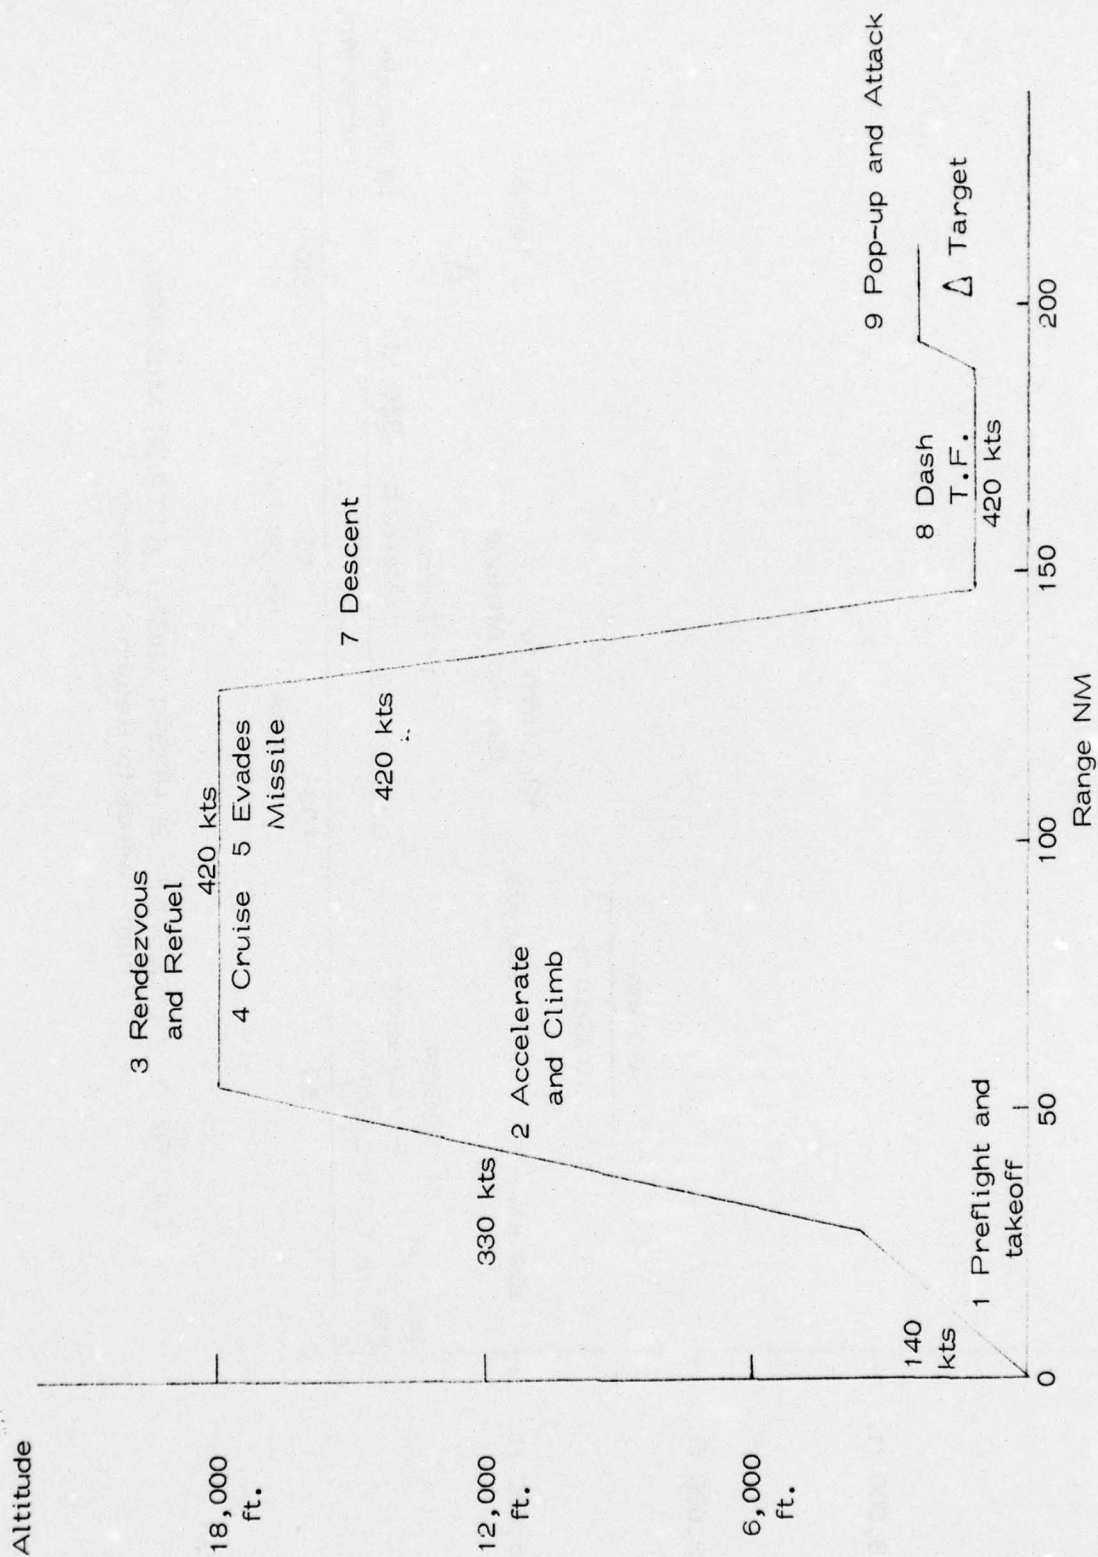 Altitude
18,000
ft.
12,000
ft.
6,000
ft.
3 Rendezvous
and Refuel
420 kts
4 Cruise 5 Evades
Missile
7 Descent
420 kts
2 Accelerate
and Climb
330 kts
9 Pop-up and Attack
Δ Target
8 Dash
T.F.
420 kts
1 Preflight and
takeoff
140
kts
0
50
100
150
200
Range NM